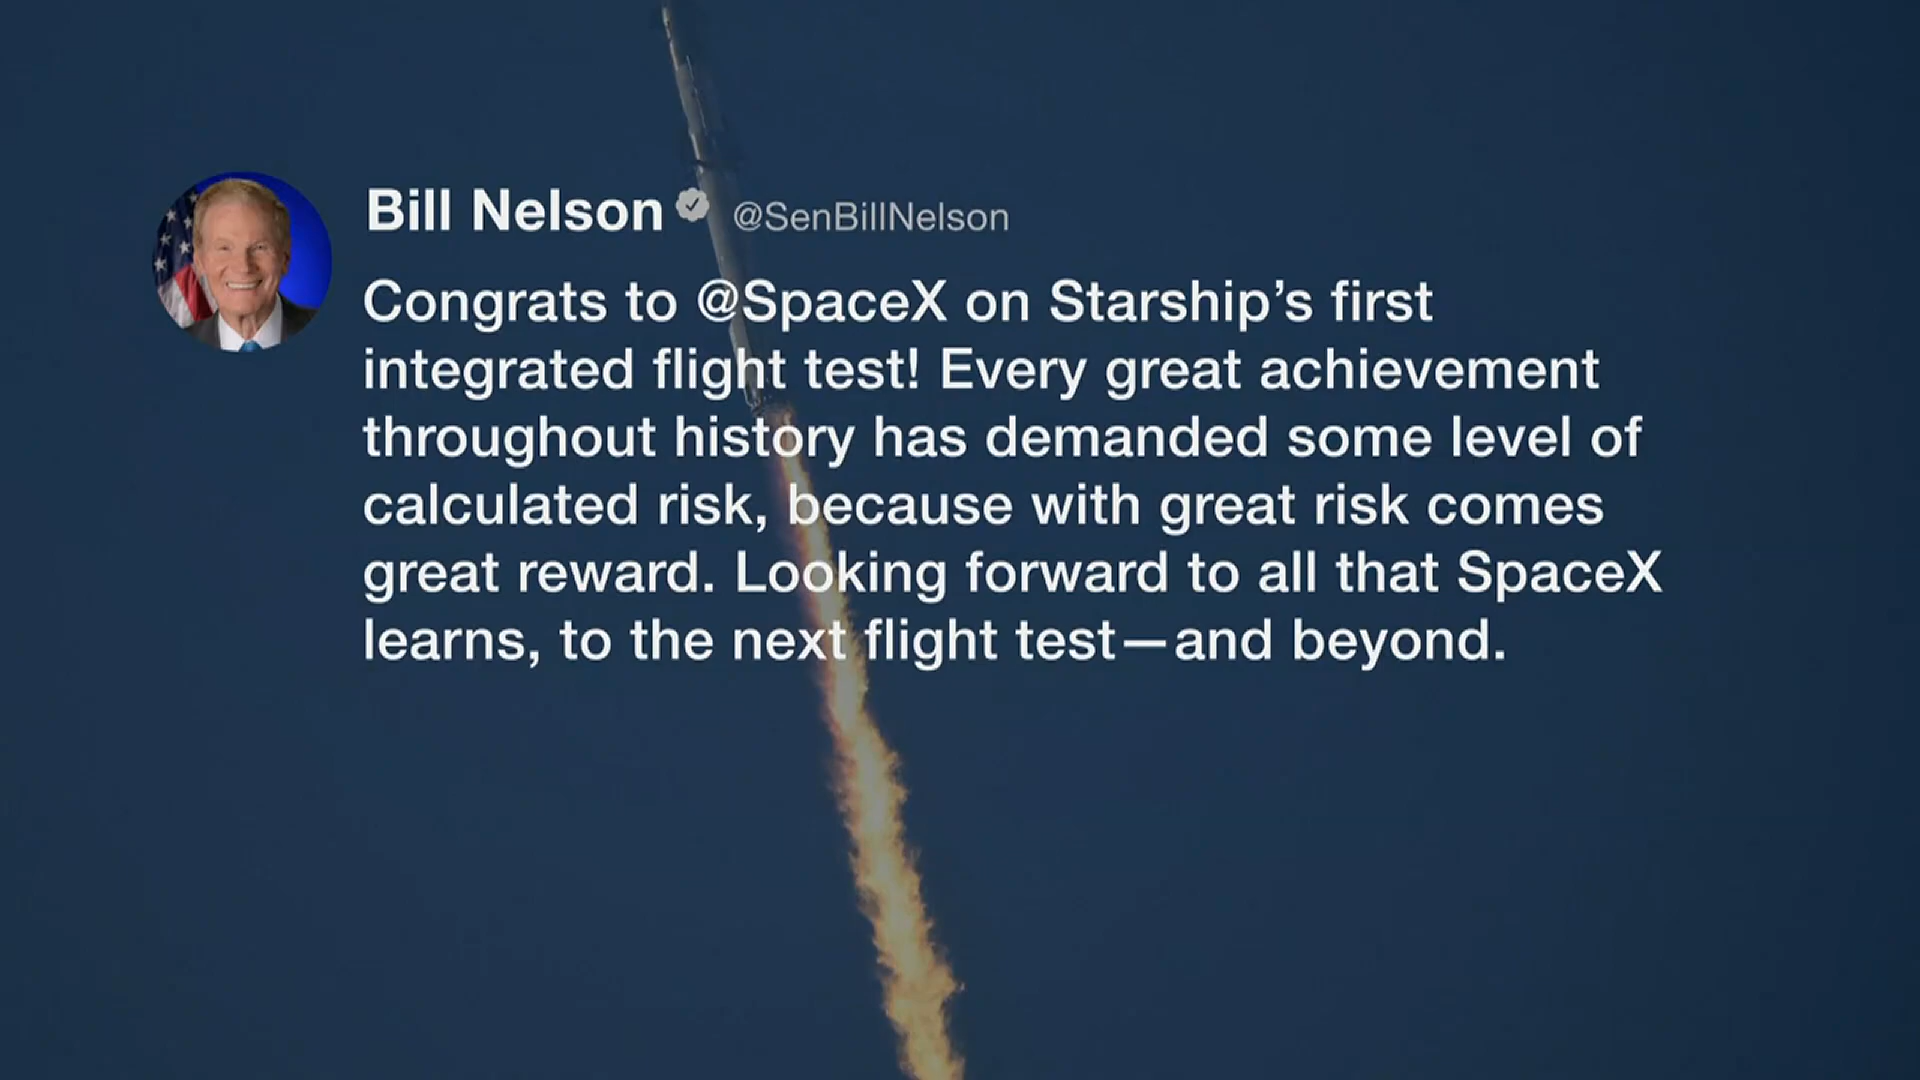 Bill Nelson @SenBillNelson
Congrats to @SpaceX on Starship’s first
integrated flight test! Every great achievement
throughout history has demanded some level of
calculated risk, because with great risk comes
great reward. Looking forward to all that SpaceX
learns, to the next flight test—and beyond.